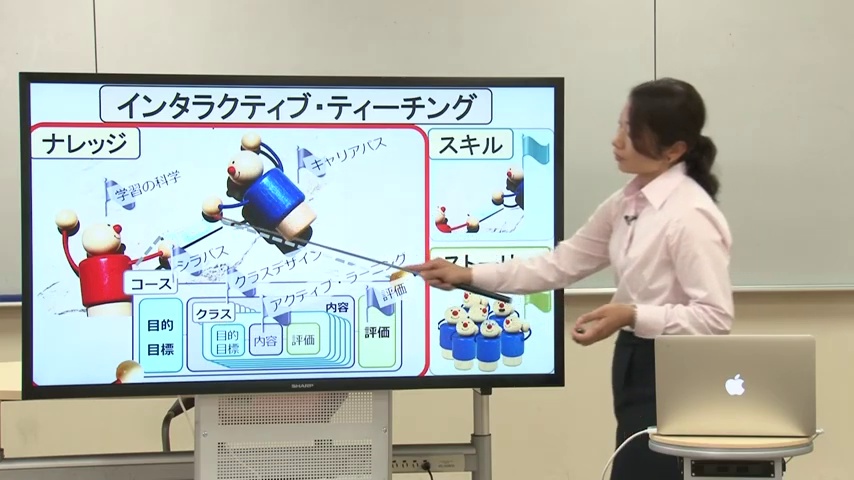 インタラクティブ・ティーチング
ナレッジ
スキル
学習の科学
キャリアパス
シラバス
クラスデザイン
アクティブ・ラーニング
評価
コース
目的
目標
クラス
目的
目標
内容
評価
内容
評価
SHARP